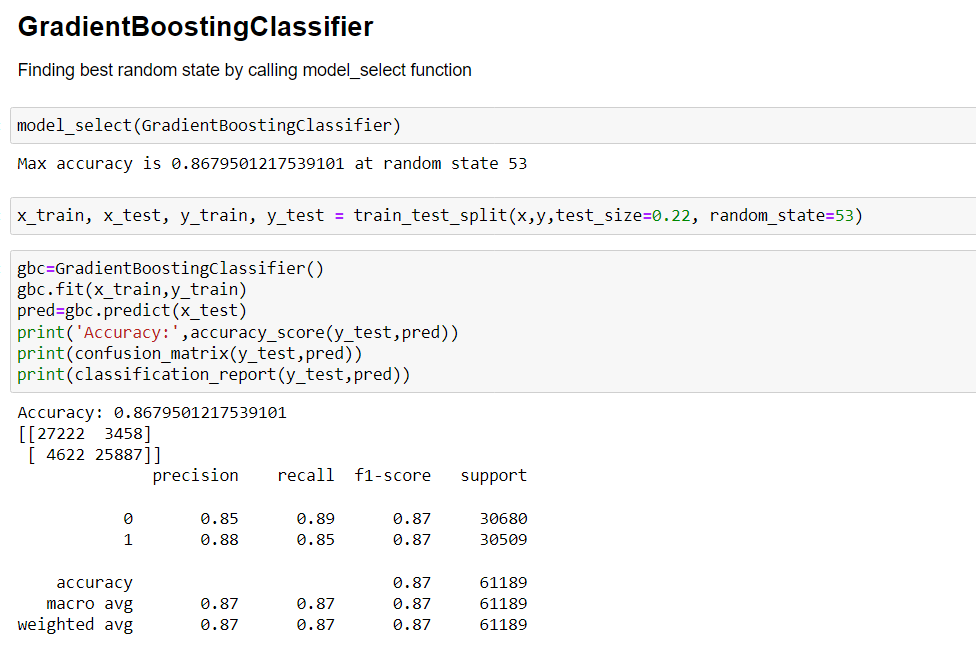 GradientBoostingClassifier
Finding best random state by calling model_select function
model_select(GradientBoostingClassifier)
Max accuracy is 0.8679501217539101 at random state 53
x_train, x_test, y_train, y_test = train_test_split(x,y,test_size=0.22, random_state=53)
gbc=GradientBoostingClassifier()
gbc.fit(x_train,y_train)
pred=gbc.predict(x_test)
print('Accuracy:',accuracy_score(y_test,pred))
print(confusion_matrix(y_test,pred))
print(classification_report(y_test,pred))
Accuracy: 0.8679501217539101
[[27222  3458]
 [ 4622 25887]]
              precision    recall  f1-score   support
           0       0.85      0.89      0.87     30680
           1       0.88      0.85      0.87     30509
    accuracy                           0.87     61189
   macro avg       0.87      0.87      0.87     61189
weighted avg       0.87      0.87      0.87     61189